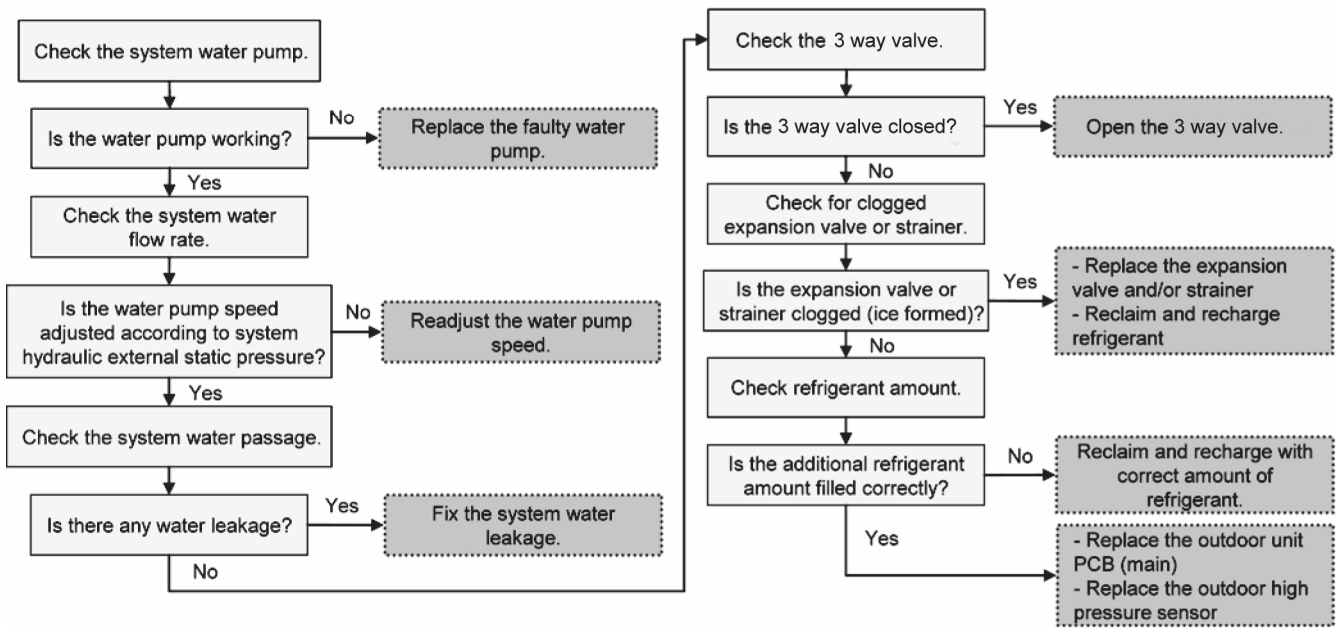 Check the system water pump.
Is the water pump working?
No
Replace the faulty water
pump.
Yes
Check the system water
flow rate.
Is the water pump speed
adjusted according to system
hydraulic external static pressure?
No
Readjust the water pump
speed.
Yes
Check the system water passage.
Is there any water leakage?
Yes
Fix the system water
leakage.
No
Check the 3 way valve.
Is the 3 way valve closed?
Yes
Open the 3 way valve.
No
Check for clogged
expansion valve or strainer.
Is the expansion valve or
strainer clogged (ice formed)?
Yes
- Replace the expansion
valve and/or strainer
- Reclaim and recharge
refrigerant
No
Check refrigerant amount.
Is the additional refrigerant
amount filled correctly?
No
Reclaim and recharge with
correct amount of
refrigerant.
Yes
- Replace the outdoor unit
PCB (main)
- Replace the outdoor high
pressure sensor